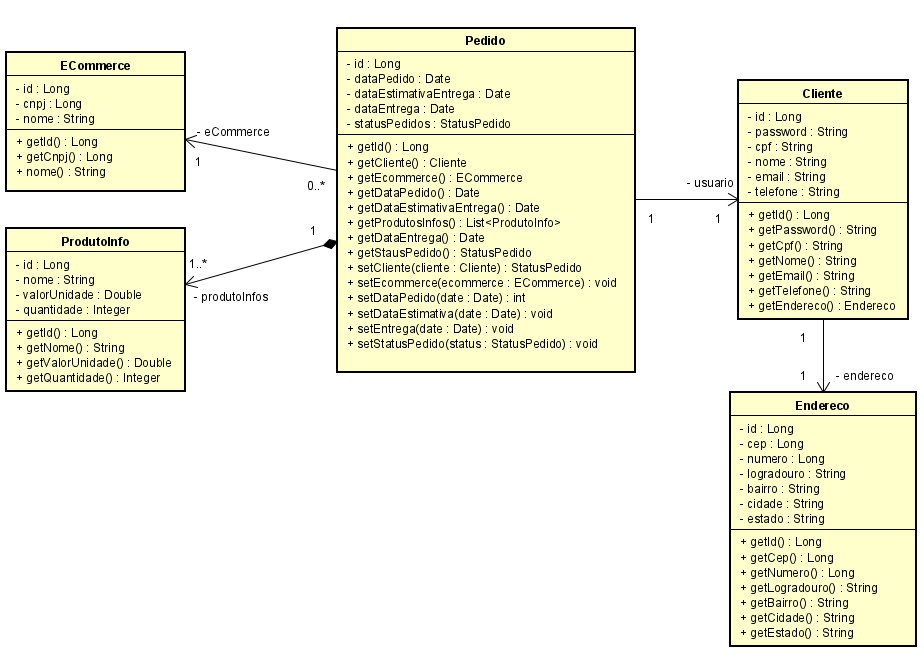 ECommerce
- id : Long
- cnpj : Long
- nome : String
+ getId() : Long
+ getCnpj() : Long
+ nome() : String
- eCommerce
1
0..*
ProdutoInfo
- id : Long
- nome : String
- valorUnidade : Double
- quantidade : Integer
+ getId() : Long
+ getNome() : String
+ getValorUnidade() : Double
+ getQuantidade() : Integer
1
1..*
- produtoInfos
Pedido
- id : Long
- dataPedido : Date
- dataEstimativaEntrega : Date
- dataEntrega : Date
- statusPedidos : StatusPedido
+ getId() : Long
+ getCliente() : Cliente
+ getEcommerce() : ECommerce
+ getDataPedido() : Date
+ getDataEstimativaEntrega() : Date
+ getProdutosInfos() : List<ProdutoInfo>
+ getDataEntrega() : Date
+ getStausPedido() : StatusPedido
+ setCliente(cliente : Cliente) : StatusPedido
+ setEcommerce(ecommerce : ECommerce) : void
+ setDataPedido(date : Date) : int
+ setDataEstimativa(date : Date) : void
+ setEntrega(date : Date) : void
+ setStatusPedido(status : StatusPedido) : void
- usuario
1
1
Cliente
- id : Long
- password : String
- cpf : String
- nome : String
- email : String
- telefone : String
+ getId() : Long
+ getPassword() : String
+ getCpf() : String
+ getNome() : String
+ getEmail() : String
+ getTelefone() : String
+ getEndereco() : Endereco
1
1
- endereco
Endereco
- id : Long
- cep : Long
- numero : Long
- logradouro : String
- bairro : String
- cidade : String
- estado : String
+ getId() : Long
+ getCep() : Long
+ getNumero() : Long
+ getLogradouro() : String
+ getBairro() : String
+ getCidade() : String
+ getEstado() : String